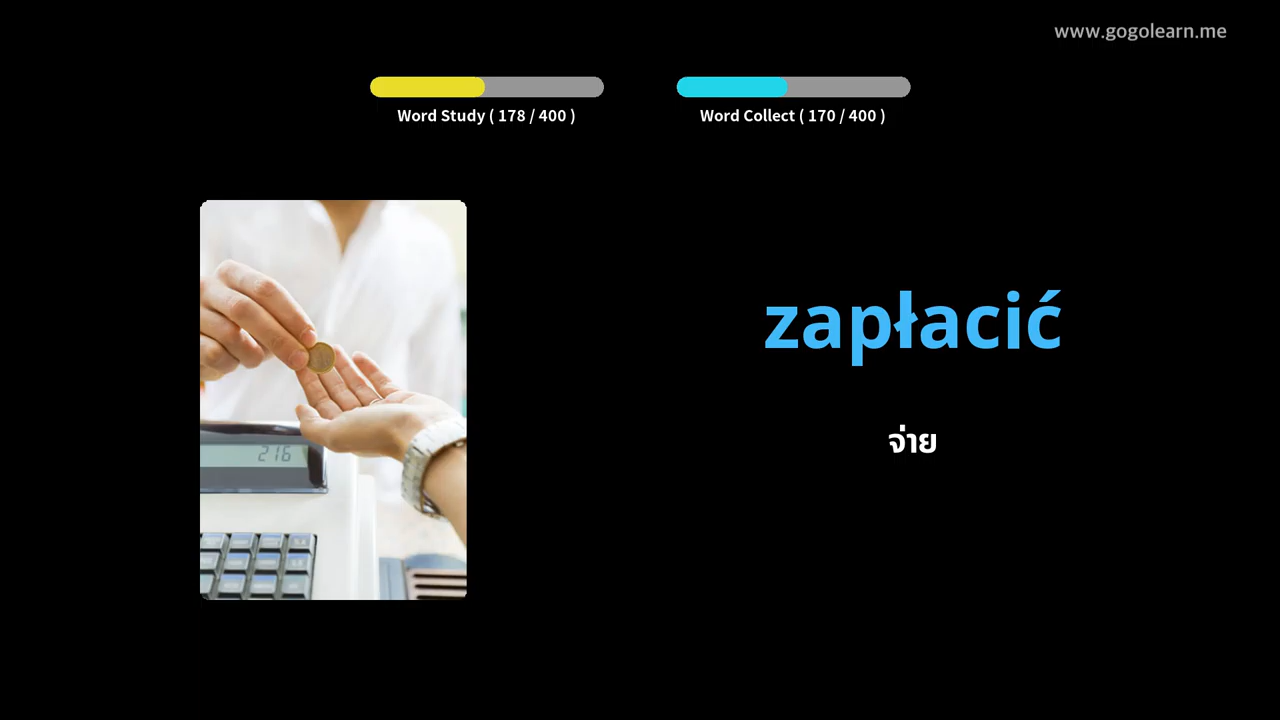 www.gogolearn.me
Word Study ( 178 / 400 )
Word Collect ( 170 / 400 )
zapłacić
จ่าย
216